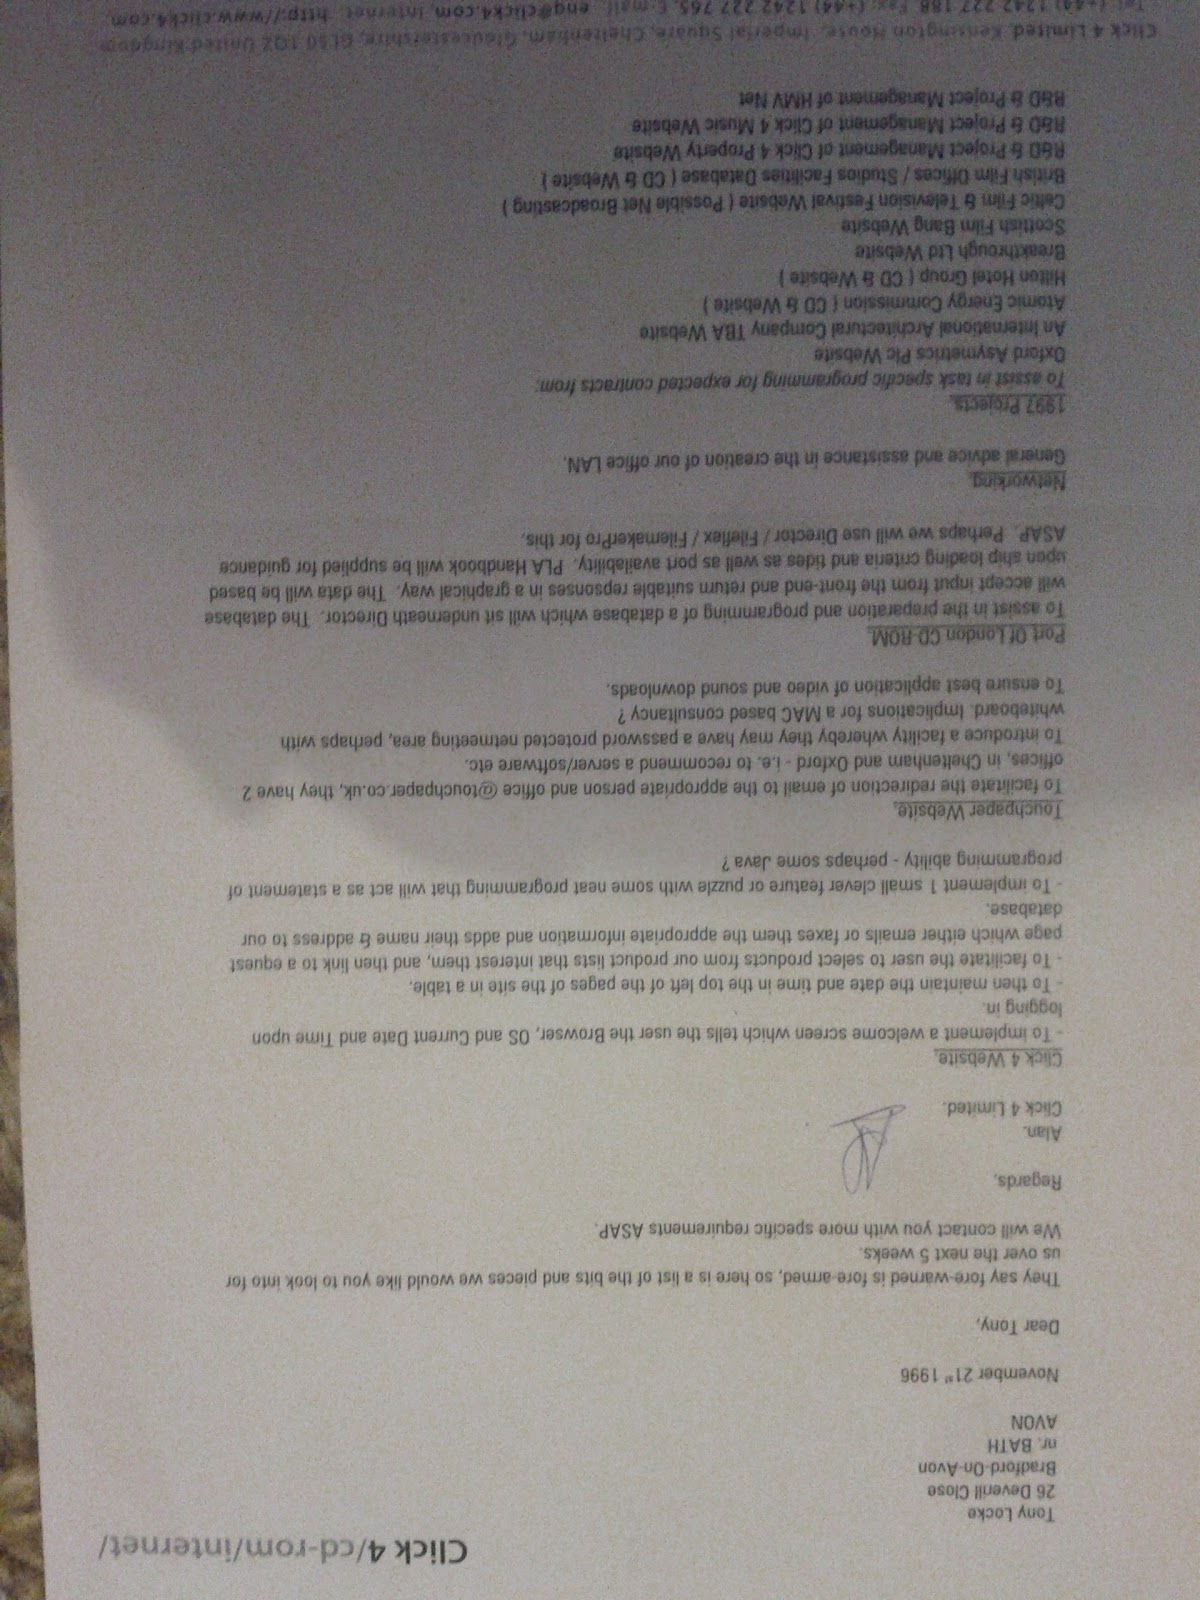 Click 4/cd-rom/internet/
Tony Locke
26 Deverill Close
Bradford-On-Avon
nr. BATH
AVON
November 21st 1996
Dear Tony,
They say fore-warned is fore-armed, so here is a list of the bits and pieces we would like you to look into for
us over the next 5 weeks.
We will contact you with more specific requirements ASAP.
Regards,
Alan.
Click 4 Limited.
Click 4 Website.
- To implement a welcome screen which tells the user the Browser, OS and Current Date and Time upon
logging in.
- To then maintain the date and time in the top left of the pages of the site in a table.
- To facilitate the user to select products from our product lists that interest them, and then link to a equest
page which either emails or faxes them the appropriate information and adds their name & address to our
database.
- To implement 1 small clever feature or puzzle with some neat programming that will act as a statement of
programming ability - perhaps some Java ?
Touchpaper Website.
To facilitate the redirection of email to the appropriate person and office @touchpaper.co.uk, they have 2
offices, in Cheltenham and Oxford - i.e. to recommend a server/software etc.
To introduce a facility whereby they may have a password protected netmeeting area, perhaps with
whiteboard. Implications for a MAC based consultancy ?
To ensure best application of video and sound downloads.
Port Of London CD-ROM
To assist in the preparation and programming of a database which will sit underneath Director. The database
will accept input from the front-end and return suitable repsonses in a graphical way. The data will be based
upon ship loading criteria and tides as well as port availability. PLA Handbook will be supplied for guidance
ASAP. Perhaps we will use Director / Fileflex / FilemakerPro for this.
Networking.
General advice and assistance in the creation of our office LAN.
1997 Projects.
To assist in task specific programming for expected contracts from:
Oxford Asymetrics Plc Website
An International Architectural Company TBA Website
Atomic Energy Commission ( CD & Website )
Hilton Hotel Group ( CD & Website )
Breakthrough Ltd Website
Scottish Film Bang Website
Celtic Film & Television Festival Website ( Possible Net Broadcasting )
British Film Offices / Studios Facilities Database ( CD & Website )
R&D & Project Management of Click 4 Property Website
R&D & Project Management of Click 4 Music Website
R&D & Project Management of HMV Net
Click 4 Limited. Kensington House, Imperial Square, Cheltenham, Gloucestershire, GL50 1QZ United Kingdom
Tel: (+44) 1242 227 188 Fax: (+44) 1242 227 765. E-mail: enq@click4.com, Internet: http://www.click4.com